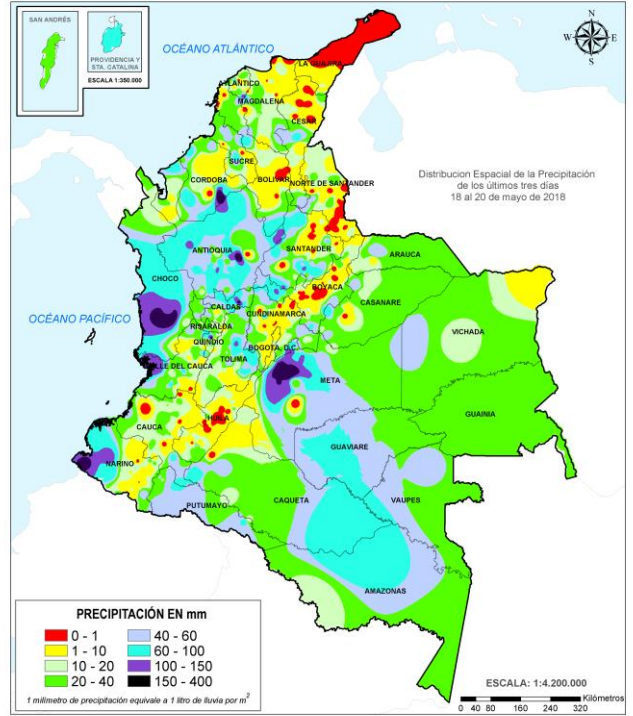 SAN ANDRÉS
PROVIDENCIA Y
STA. CATALINA
ESCALA 1:350.000
OCÉANO ATLÁNTICO
N
W
E
S
LA GUAJIRA
ATLANTICO
MAGDALENA
CESAR
SUCRE
CORDOBA
BOLIVAR
NORTE DE SANTANDER
Distribucion Espacial de la Precipitación
de los últimos tres días
18 al 20 de mayo de 2018
ANTIOQUIA
SANTANDER
ARAUCA
CHOCO
BOYACA
CASANARE
OCÉANO PACÍFICO
CALDAS
CUNDINAMARCA
RISARALDA
VICHADA
QUINDIO
BOGOTA, D.C.
TOLIMA
VALLE DEL CAUCA
META
GUAINIA
CAUCA
HUILA
GUAVIARE
NARINO
CAQUETA
VAUPES
PUTUMAYO
AMAZONAS
PRECIPITACIÓN EN mm
0 - 1
40 - 60
1 - 10
60 - 100
10 - 20
100 - 150
20 - 40
150 - 400
1 milimetro de precipitación equivale a 1 litro de lluvia por m²
ESCALA: 1:4.200.000
Kilómetros
0 40 80 160 240 320